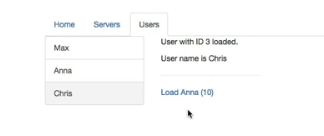 Home Servers Users
Max
Anna
Chris
User with ID 3 loaded.
User name is Chris
Load Anna (10)